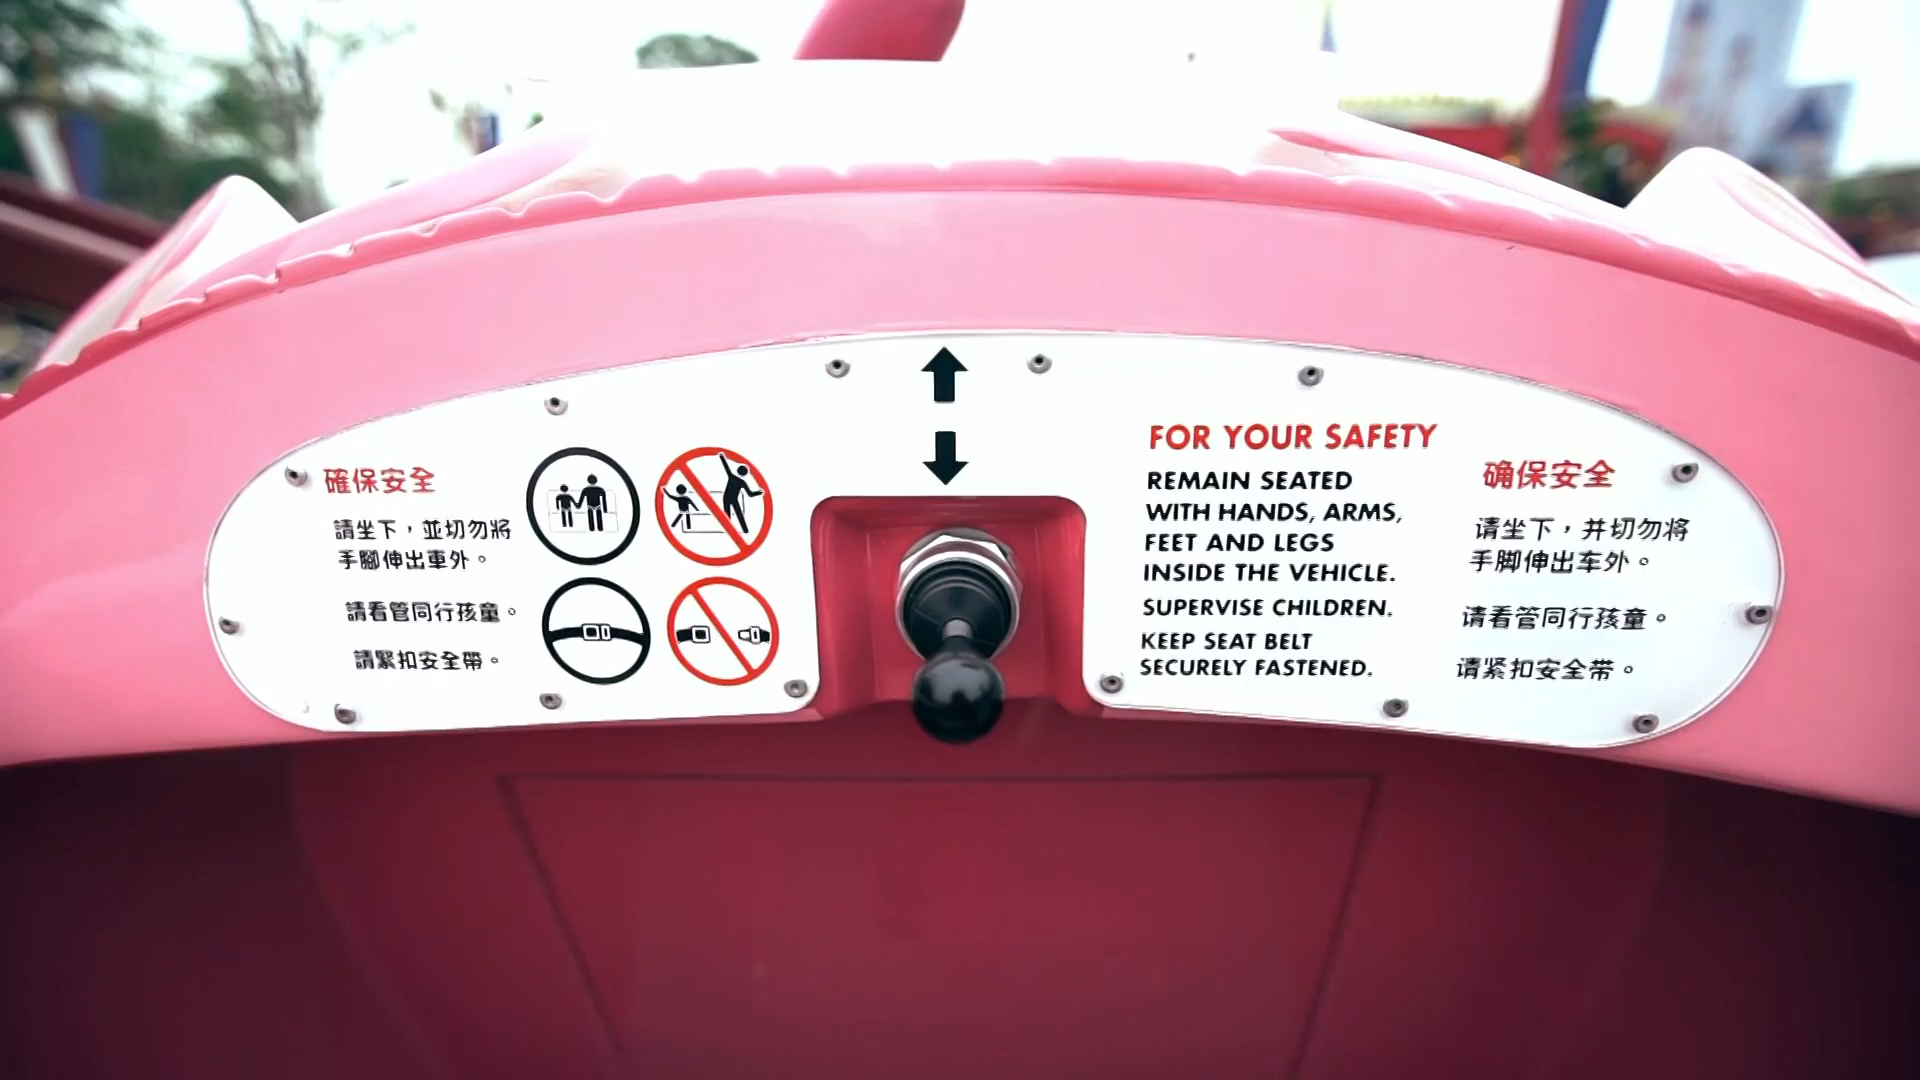 確保安全
請坐下，並切勿將
手腳伸出車外。
請看管同行孩童。
請緊扣安全帶。
FOR YOUR SAFETY
REMAIN SEATED
WITH HANDS, ARMS,
FEET AND LEGS
INSIDE THE VEHICLE.
SUPERVISE CHILDREN.
KEEP SEAT BELT
SECURELY FASTENED.
确保安全
请坐下，并切勿将
手脚伸出车外。
请看管同行孩童。
请紧扣安全带。